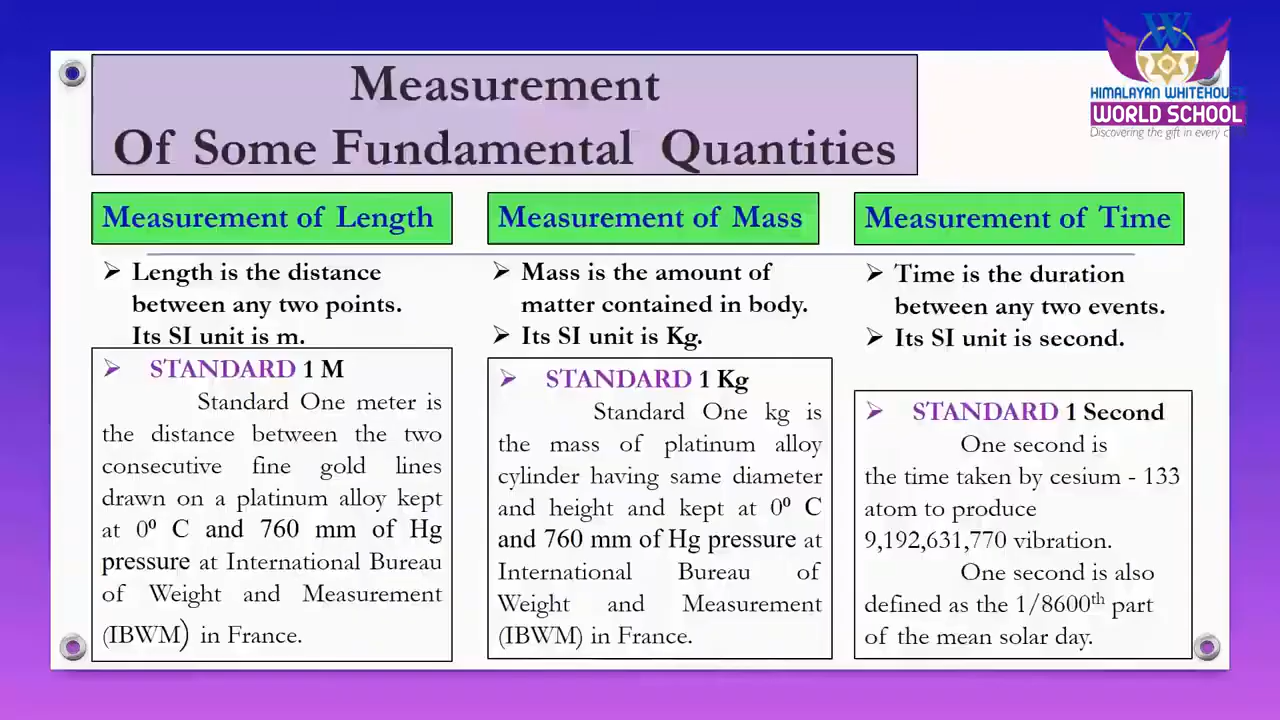 Measurement
Of Some Fundamental Quantities
HIMALAYAN WHITEHOUSE
WORLD SCHOOL
Discovering the gift in every c
Measurement of Length
Length is the distance
between any two points.
Its SI unit is m.
STANDARD 1 M
Standard One meter is
the distance between the two
consecutive fine gold lines
drawn on a platinum alloy kept
at 0⁰ C and 760 mm of Hg
pressure at International Bureau
of Weight and Measurement
(IBWM) in France.
Measurement of Mass
Mass is the amount of
matter contained in body.
Its SI unit is Kg.
STANDARD 1 Kg
Standard One kg is
the mass of platinum alloy
cylinder having same diameter
and height and kept at 0⁰ C
and 760 mm of Hg pressure at
International Bureau of
Weight and Measurement
(IBWM) in France.
Measurement of Time
Time is the duration
between any two events.
Its SI unit is second.
STANDARD 1 Second
One second is
the time taken by cesium - 133
atom to produce
9,192,631,770 vibration.
One second is also
defined as the 1/8600th part
of the mean solar day.